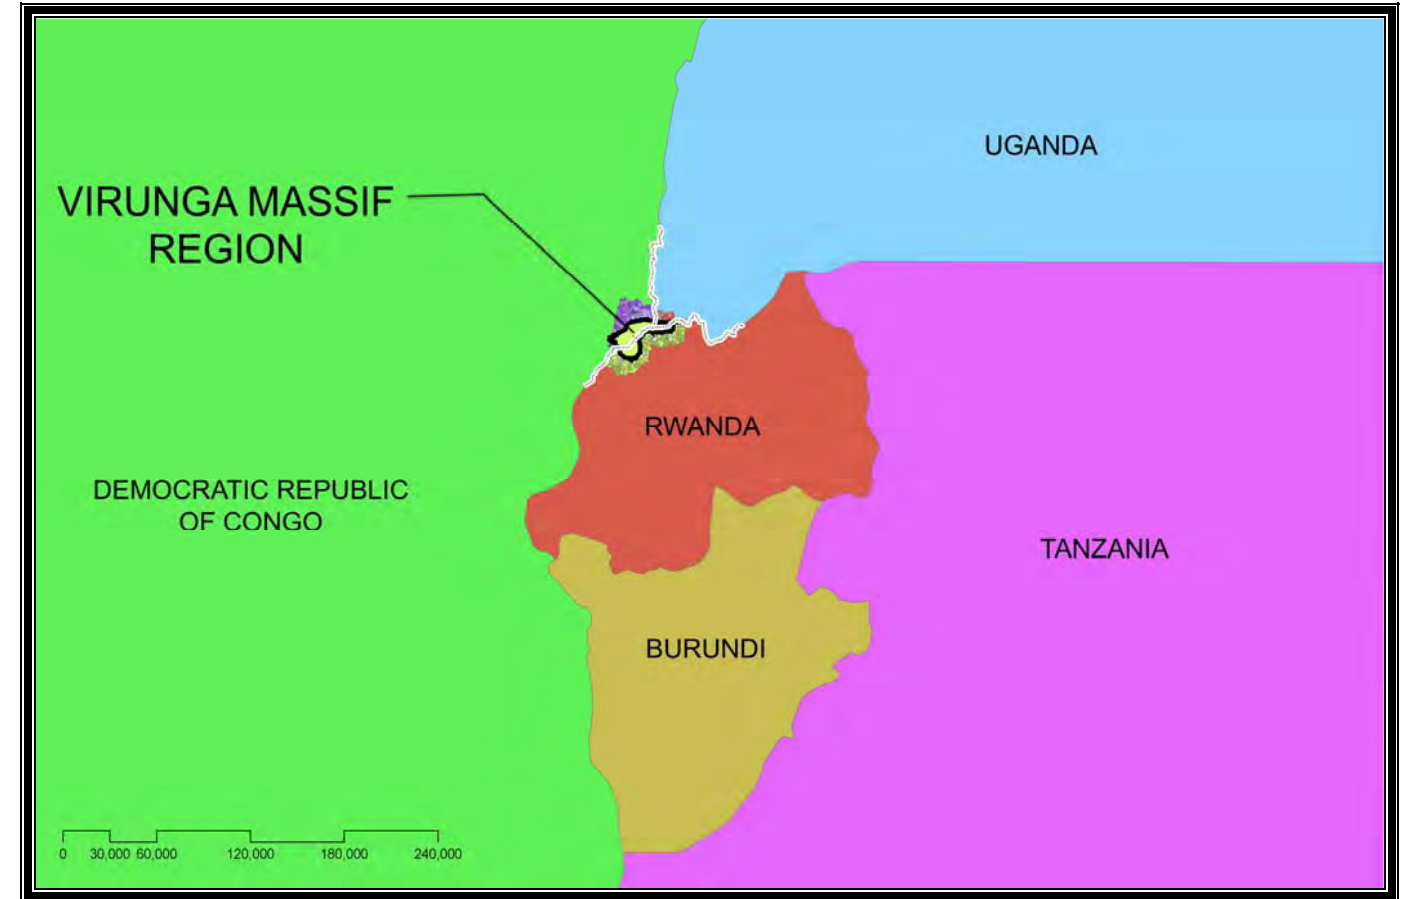 UGANDA
VIRUNGA MASSIF
REGION
RWANDA
DEMOCRATIC REPUBLIC
OF CONGO
TANZANIA
BURUNDI
0 30,000 60,000 120,000 180,000 240,000